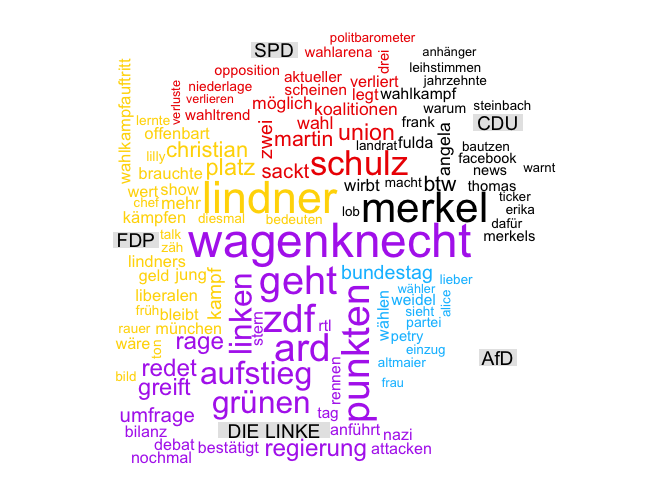 politbarometer
SPD wahlarena drei anhänger
opposition aktueller leihstimmen
wahlkampfauftritt verluste niederlage scheinen verliert jahrzehnte
verlieren möglich legt wahlkampf
lernte wahltrend koalitionen warum steinbach
offenbart zwei wahl frank CDU
christian martin union landrat fulda angela bautzen
lilly platz sackt schulz facebook
brauchte news warnt
wert show wirbt macht btw thomas
chef mehr lindner merkel ticker
kämpfen diesmal bedeuten lob erika
dafür
FDP talk wagenknecht merkels
zäh
lindners geht bundestag lieber
geld jung kampf wähler
liberalen linken wählen weidel alice
früh bleibt zdf rtl punkten sieht
rauer münchen stern partei
wäre ton rage ard petry einzug
AfD
redet aufstieg rennen altmaier
bild greift frau
grünen
umfrage tag
bilanz DIE LINKE anführt nazi
debat bestätigt regierung attacken
nochmal